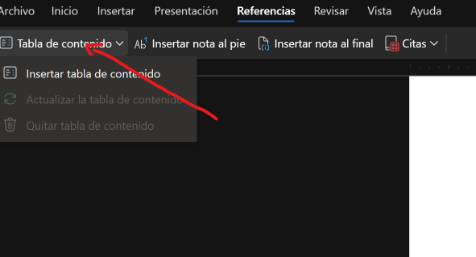 Archivo Inicio Insertar Presentación Referencias Revisar Vista Ayuda
Tabla de contenido Ab Insertar nota al pie Insertar nota al final Citas
Insertar tabla de contenido
Actualizar la tabla de contenido
Quitar tabla de contenido